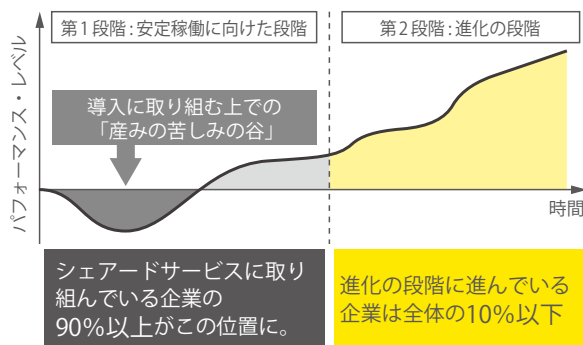 第1段階：安定稼働に向けた段階
第2段階：進化の段階
パフォーマンス・レベル
導入に取り組む上での
「産みの苦しみの谷」
時間
シェアードサービスに取り
組んでいる企業の
90%以上がこの位置に。
進化の段階に進んでいる
企業は全体の10%以下